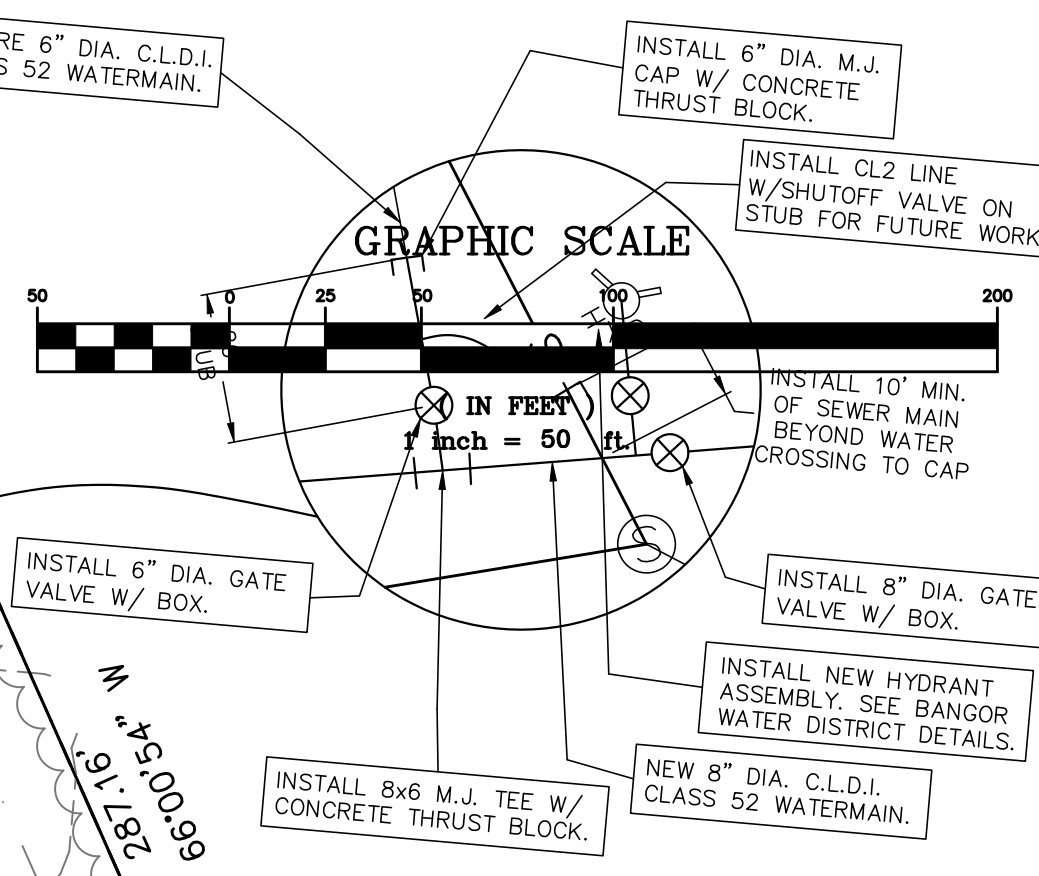 RE 6" DIA. C.L.D.I.
S 52 WATERMAIN.
INSTALL 6" DIA. M.J.
CAP W/ CONCRETE
THRUST BLOCK.
INSTALL CL2 LINE
W/SHUTOFF VALVE ON
STUB FOR FUTURE WORK
GRAPHIC SCALE
50 0 25 50 100 200
UB
( IN FEET )
1 inch = 50 ft.
INSTALL 10' MIN.
OF SEWER MAIN
BEYOND WATER
CROSSING TO CAP
S
INSTALL 6" DIA. GATE
VALVE W/ BOX.
INSTALL 8" DIA. GATE
VALVE W/ BOX.
INSTALL NEW HYDRANT
ASSEMBLY. SEE BANGOR
WATER DISTRICT DETAILS.
NEW 8" DIA. C.L.D.I.
CLASS 52 WATERMAIN.
INSTALL 8x6 M.J. TEE W/
CONCRETE THRUST BLOCK.
66°00'54" W
287.16'